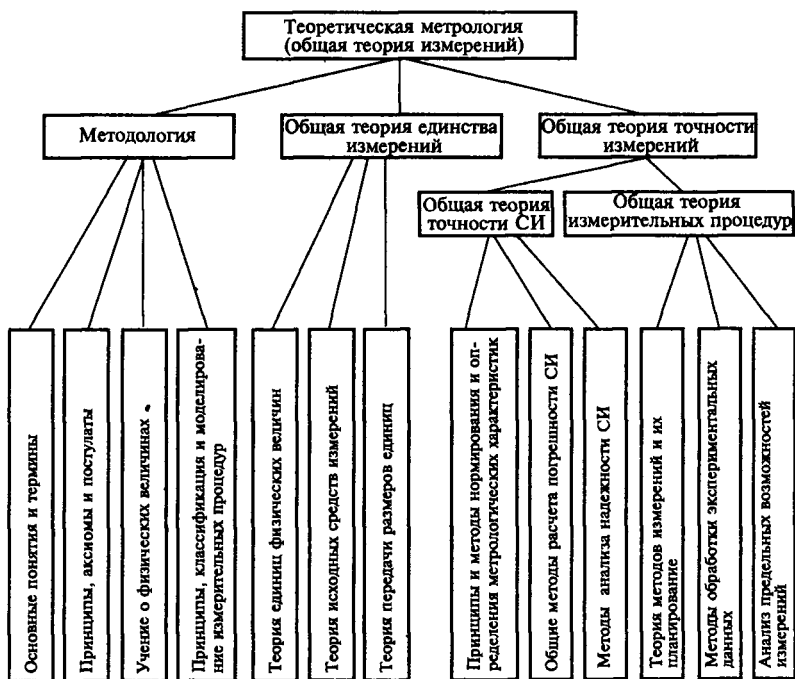 Теоретическая метрология
(общая теория измерений)
Методология
Общая теория единства
измерений
Общая теория точности
измерений
Общая теория
точности СИ
Общая теория
измерительных процедур
Основные понятия и термины
Принципы, аксиомы и постулаты
Учение о физических величинах
Принципы, классификация и моделирова-
ние измерительных процедур
Теория единиц физических величин
Теория исходных средств измерений
Теория передачи размеров единиц
Принципы и методы нормирования и оп-
ределения метрологических характеристик
Общие методы расчета погрешности СИ
Методы анализа надежности СИ
Теория методов измерений и их
планирование
Методы обработки экспериментальных
данных
Анализ предельных возможностей
измерений